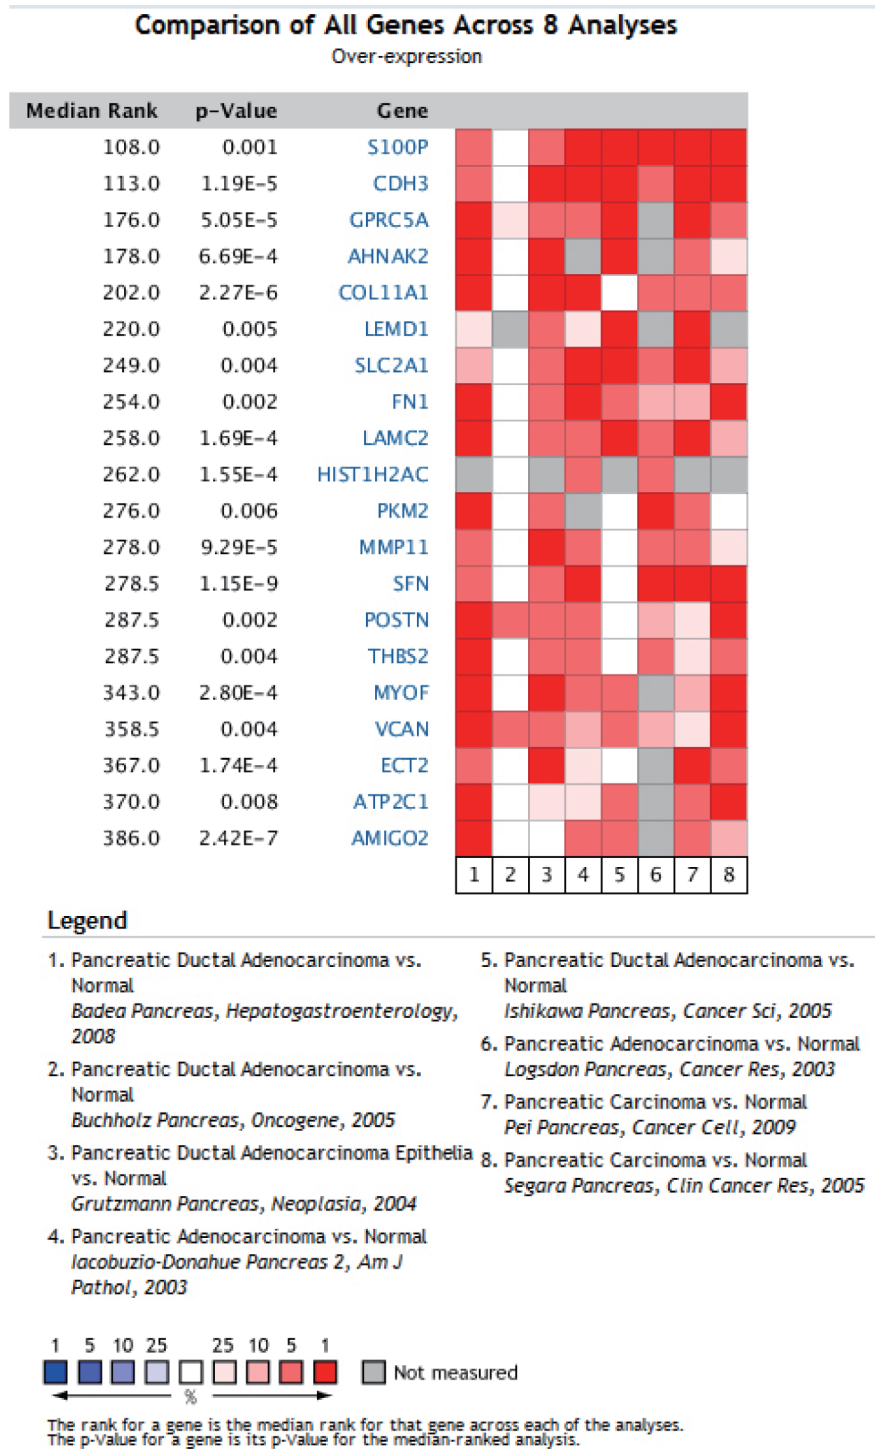 Comparison of All Genes Across 8 Analyses
Over-expression
Median Rank p-Value Gene
108.0 0.001 S100P
113.0 1.19E-5 CDH3
176.0 5.05E-5 GPRC5A
178.0 6.69E-4 AHNAK2
202.0 2.27E-6 COL11A1
220.0 0.005 LEMD1
249.0 0.004 SLC2A1
254.0 0.002 FN1
258.0 1.69E-4 LAMC2
262.0 1.55E-4 HIST1H2AC
276.0 0.006 PKM2
278.0 9.29E-5 MMP11
278.5 1.15E-9 SFN
287.5 0.002 POSTN
287.5 0.004 THBS2
343.0 2.80E-4 MYOF
358.5 0.004 VCAN
367.0 1.74E-4 ECT2
370.0 0.008 ATP2C1
386.0 2.42E-7 AMIGO2
1 2 3 4 5 6 7 8
Legend
1. Pancreatic Ductal Adenocarcinoma vs.
Normal
Badea Pancreas, Hepatogastroenterology,
2008
2. Pancreatic Ductal Adenocarcinoma vs.
Normal
Buchholz Pancreas, Oncogene, 2005
3. Pancreatic Ductal Adenocarcinoma Epithelia
vs. Normal
Grutzmann Pancreas, Neoplasia, 2004
4. Pancreatic Adenocarcinoma vs. Normal
Iacobuzio-Donahue Pancreas 2, Am J
Pathol, 2003
5. Pancreatic Ductal Adenocarcinoma vs.
Normal
Ishikawa Pancreas, Cancer Sci, 2005
6. Pancreatic Adenocarcinoma vs. Normal
Logsdon Pancreas, Cancer Res, 2003
7. Pancreatic Carcinoma vs. Normal
Pei Pancreas, Cancer Cell, 2009
8. Pancreatic Carcinoma vs. Normal
Segara Pancreas, Clin Cancer Res, 2005
1 5 10 25 25 10 5 1
Not measured
%
The rank for a gene is the median rank for that gene across each of the analyses.
The p-Value for a gene is its p-Value for the median-ranked analysis.